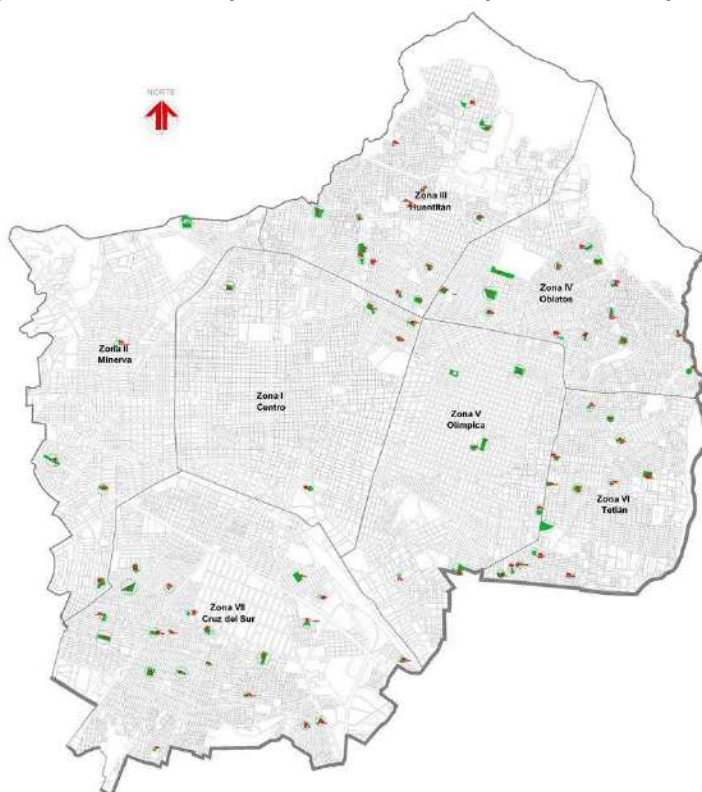 NORTE
Zona III
Huentitán
Zona IV
Oblatos
Zona II
Minerva
Zona I
Centro
Zona V
Olímpica
Zona VI
Tetlán
Zona VII
Cruz del Sur